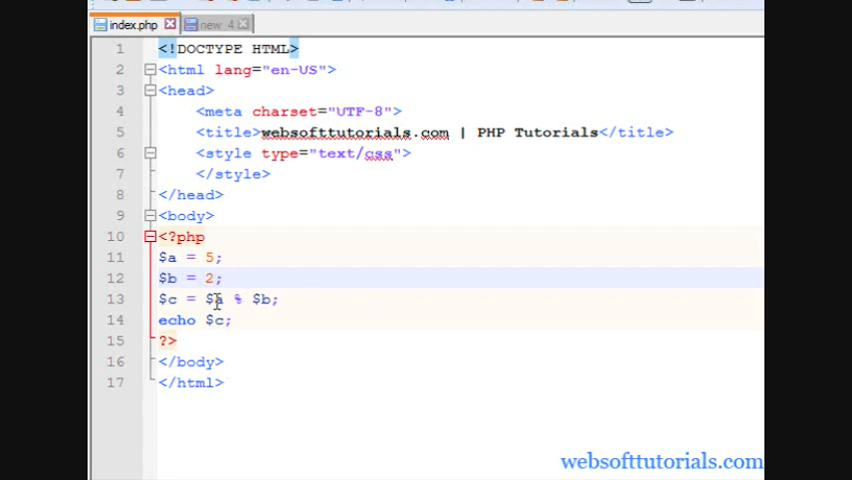 index.php new 4
1 <!DOCTYPE HTML>
2 <html lang="en-US">
3 <head>
4 <meta charset="UTF-8">
5 <title>websofttutorials.com | PHP Tutorials</title>
6 <style type="text/css">
7 </style>
8 </head>
9 <body>
10 <?php
11 $a = 5;
12 $b = 2;
13 $c = $a % $b;
14 echo $c;
15 ?>
16 </body>
17 </html>
websofttutorials.com